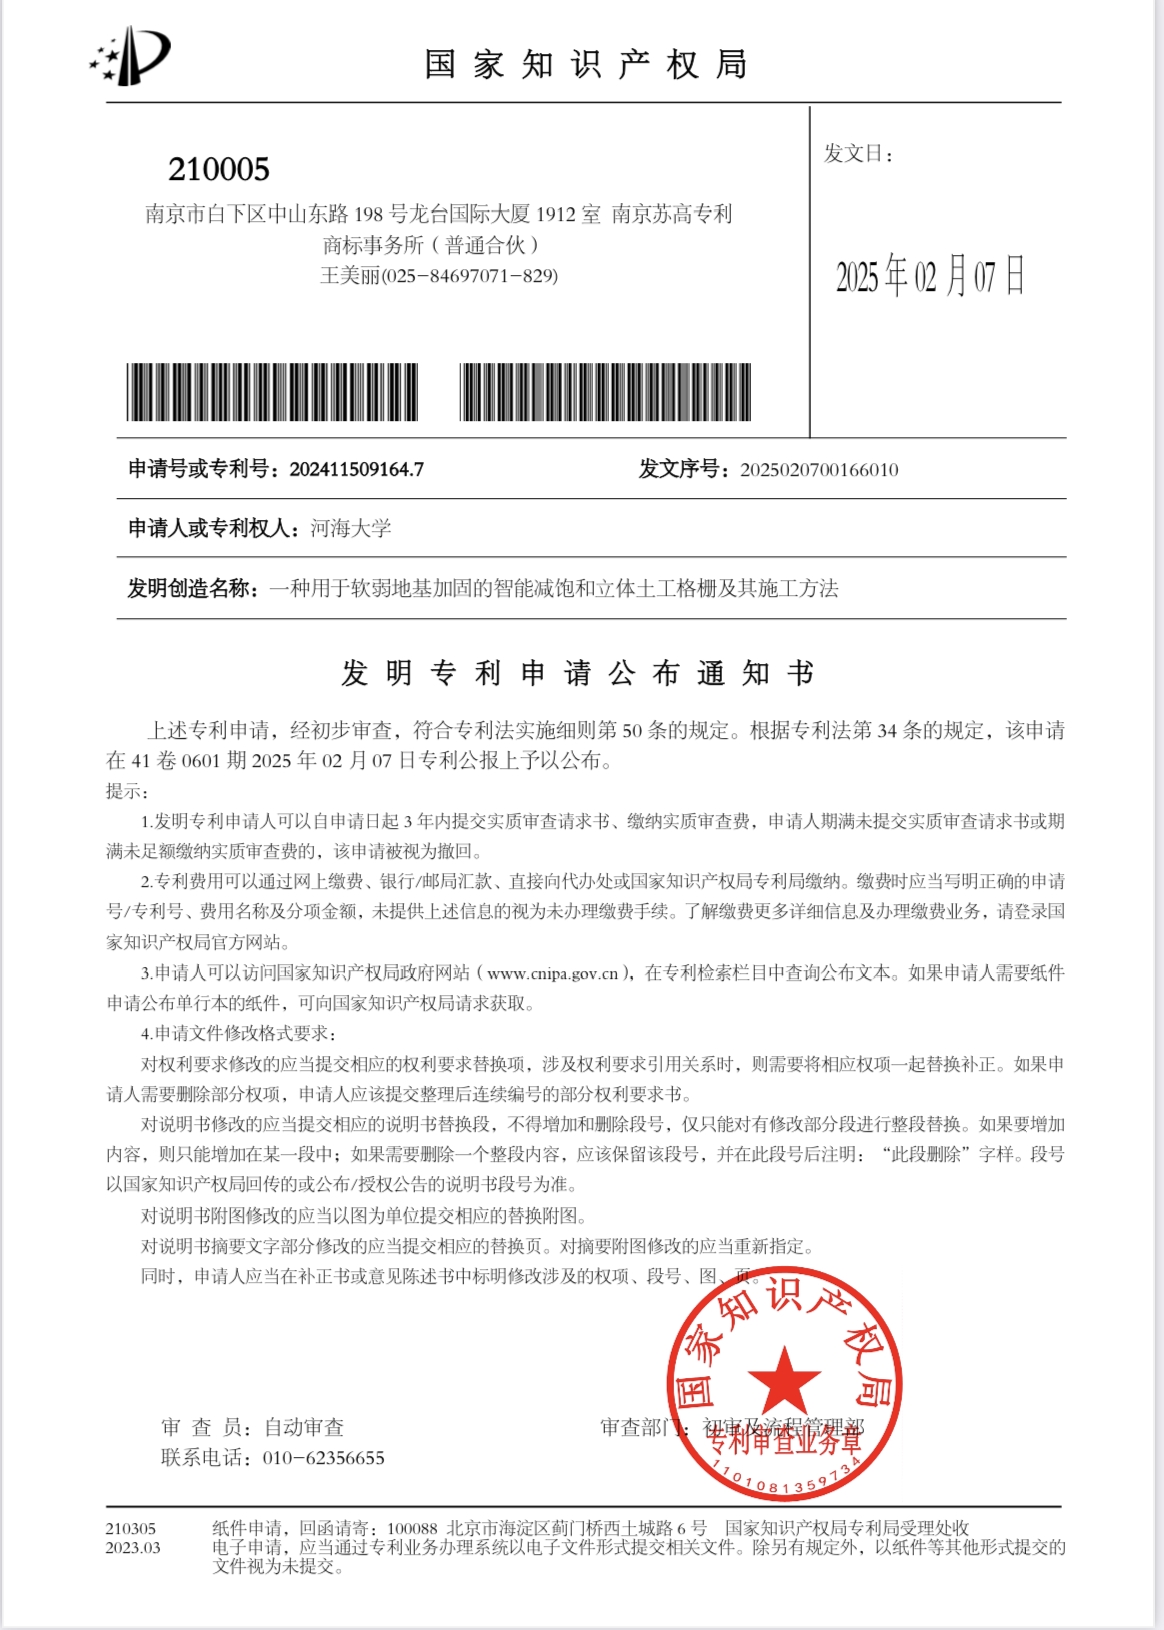 国家知识产权局
210005
发文日：
南京市白下区中山东路 198 号龙台国际大厦 1912 室 南京苏高专利
商标事务所（普通合伙）
王美丽(025-84697071-829)
2025 年 02 月 07 日
申请号或专利号：202411509164.7 发文序号：2025020700166010
申请人或专利权人：河海大学
发明创造名称：一种用于软弱地基加固的智能减饱和立体土工格栅及其施工方法
发明专利申请公布通知书
上述专利申请，经初步审查，符合专利法实施细则第 50 条的规定。根据专利法第 34 条的规定，该申请
在 41 卷 0601 期 2025 年 02 月 07 日专利公报上予以公布。
提示：
1.发明专利申请人可以自申请日起 3 年内提交实质审查请求书、缴纳实质审查费，申请人期满未提交实质审查请求书或期
满未足额缴纳实质审查费的，该申请被视为撤回。
2.专利费用可以通过网上缴费、银行/邮局汇款、直接向代办处或国家知识产权局专利局缴纳。缴费时应当写明正确的申请
号/专利号、费用名称及分项金额，未提供上述信息的视为未办理缴费手续。了解缴费更多详细信息及办理缴费业务，请登录国
家知识产权局官方网站。
3.申请人可以访问国家知识产权局政府网站（www.cnipa.gov.cn），在专利检索栏目中查询公布文本。如果申请人需要纸件
申请公布单行本的纸件，可向国家知识产权局请求获取。
4.申请文件修改格式要求：
对权利要求修改的应当提交相应的权利要求替换项，涉及权利要求引用关系时，则需要将相应权项一起替换补正。如果申
请人需要删除部分权项，申请人应该提交整理后连续编号的部分权利要求书。
对说明书修改的应当提交相应的说明书替换段，不得增加和删除段号，仅只能对有修改部分段进行整段替换。如果要增加
内容，则只能增加在某一段中；如果需要删除一个整段内容，应该保留该段号，并在此段号后注明：“此段删除”字样。段号
以国家知识产权局回传的或公布/授权公告的说明书段号为准。
对说明书附图修改的应当以图为单位提交相应的替换附图。
对说明书摘要文字部分修改的应当提交相应的替换页。对摘要附图修改的应当重新指定。
同时，申请人应当在补正书或意见陈述书中标明修改涉及的权项、段号、图、页。
国家知识产权局
审 查 员：自动审查 审查部门：初审及流程管理部
专利审查业务章
联系电话：010-62356655
1101081359734
210305 纸件申请，回函请寄：100088 北京市海淀区蓟门桥西土城路 6 号 国家知识产权局专利局受理处收
2023.03 电子申请，应当通过专利业务办理系统以电子文件形式提交相关文件。除另有规定外，以纸件等其他形式提交的
文件视为未提交。